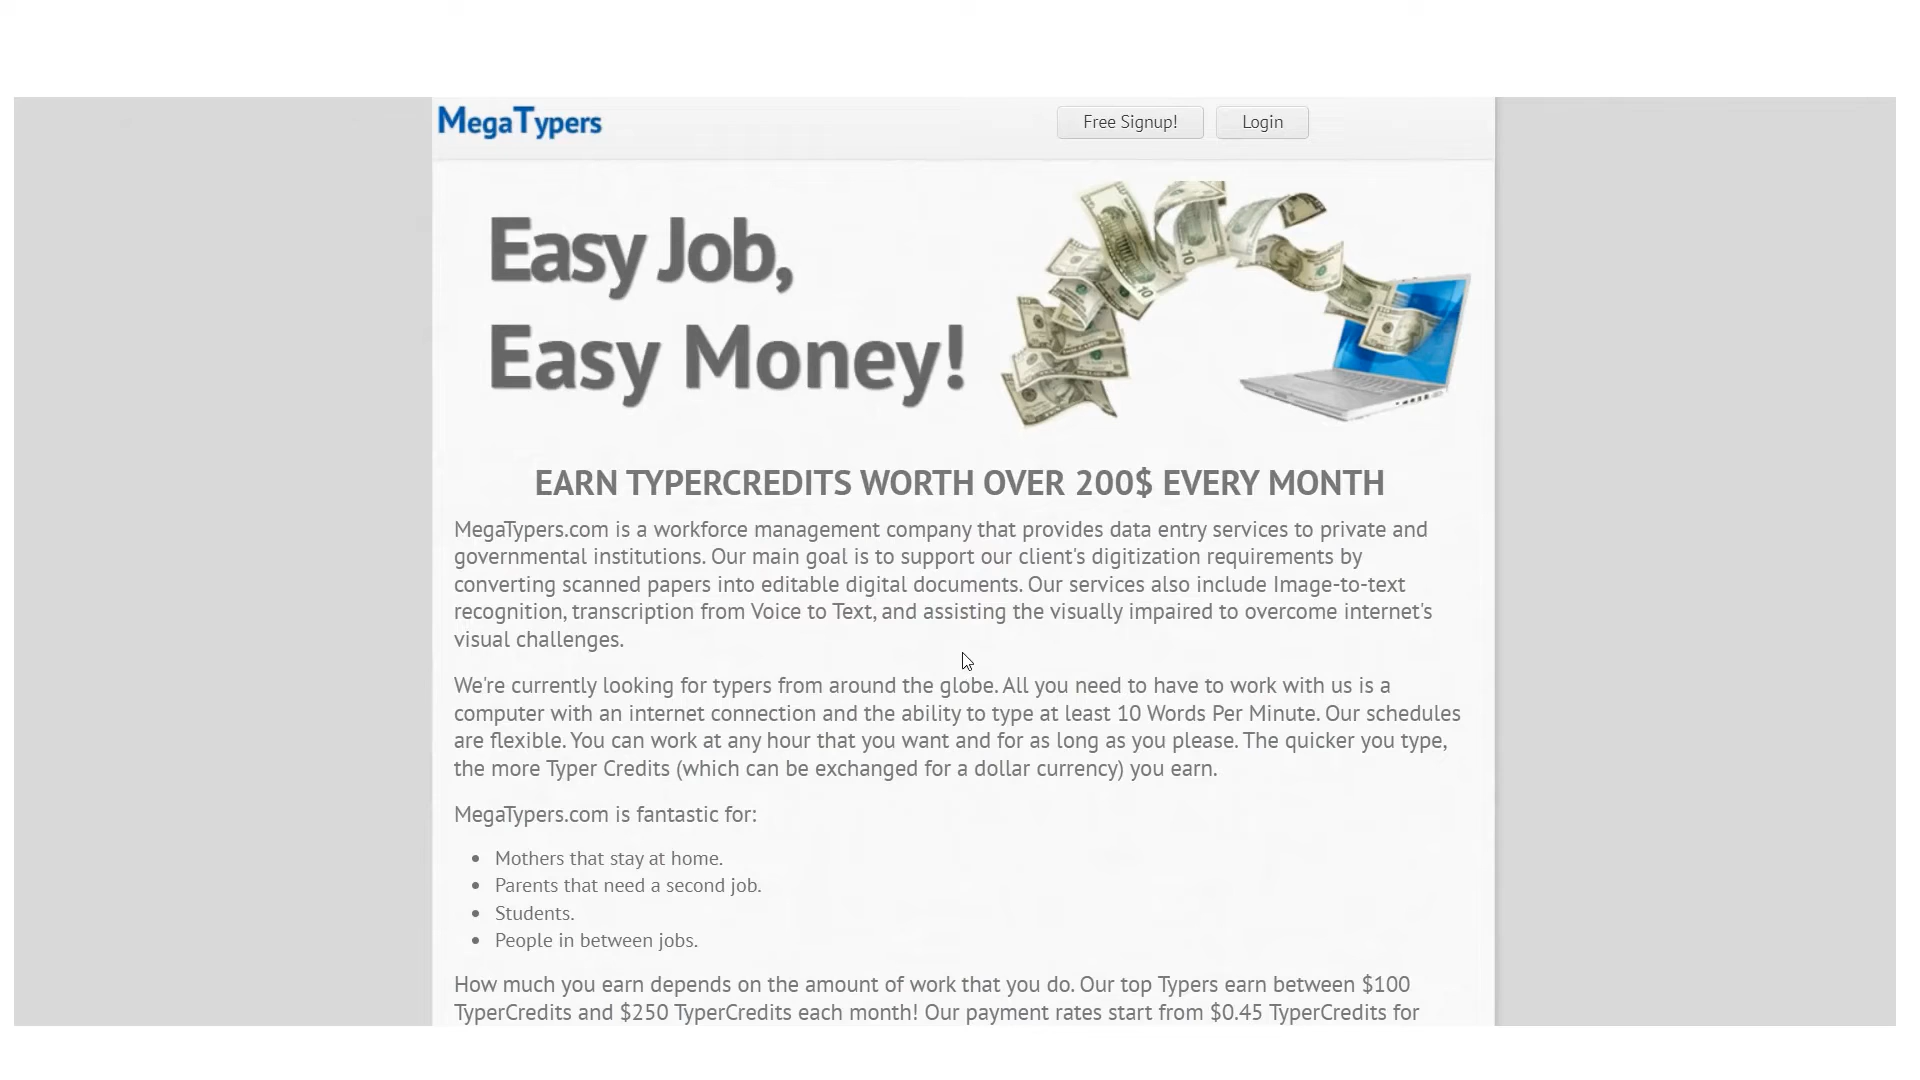 MegaTypers
Free Signup!
Login
Easy Job,
Easy Money!
EARN TYPERCREDITS WORTH OVER 200$ EVERY MONTH
MegaTypers.com is a workforce management company that provides data entry services to private and
governmental institutions. Our main goal is to support our client's digitization requirements by
converting scanned papers into editable digital documents. Our services also include Image-to-text
recognition, transcription from Voice to Text, and assisting the visually impaired to overcome internet's
visual challenges.
We're currently looking for typers from around the globe. All you need to have to work with us is a
computer with an internet connection and the ability to type at least 10 Words Per Minute. Our schedules
are flexible. You can work at any hour that you want and for as long as you please. The quicker you type,
the more Typer Credits (which can be exchanged for a dollar currency) you earn.
MegaTypers.com is fantastic for:
• Mothers that stay at home.
• Parents that need a second job.
• Students.
• People in between jobs.
How much you earn depends on the amount of work that you do. Our top Typers earn between $100
TyperCredits and $250 TyperCredits each month! Our payment rates start from $0.45 TyperCredits for